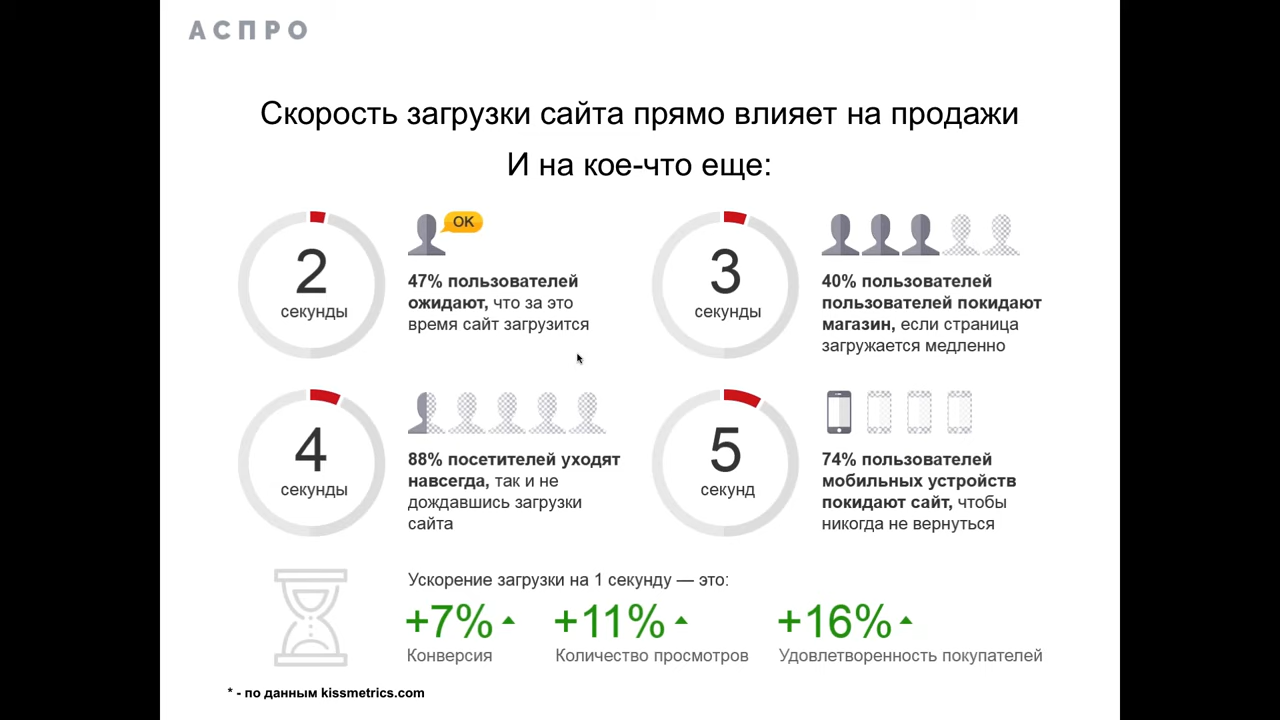 АСПРО
Скорость загрузки сайта прямо влияет на продажи
И на кое-что еще:
2
секунды
OK
47% пользователей
ожидают, что за это
время сайт загрузится
3
секунды
40% пользователей
пользователей покидают
магазин, если страница
загружается медленно
4
секунды
88% посетителей уходят
навсегда, так и не
дождавшись загрузки
сайта
5
секунд
74% пользователей
мобильных устройств
покидают сайт, чтобы
никогда не вернуться
Ускорение загрузки на 1 секунду — это:
+7%
Конверсия
+11%
Количество просмотров
+16%
Удовлетворенность покупателей
* - по данным kissmetrics.com